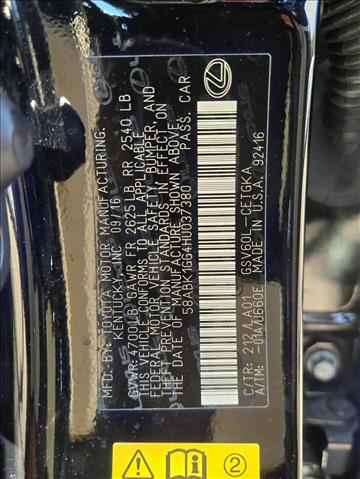 MFD. BY: TOYOTA MOTOR MANUFACTURING,
KENTUCKY, INC. 09/16
GVWR: 4700LB GAWR FR 2625LB RR 2540 LB
THIS VEHICLE CONFORMS TO ALL APPLICABLE
FEDERAL MOTOR VEHICLE SAFETY, BUMPER, AND
THEFT PREVENTION STANDARDS IN EFFECT ON
THE DATE OF MANUFACTURE SHOWN ABOVE.
58ABK1GG4HU037380 PASS. CAR
C/TR: 212/LA01 GSV60L-CETGKA
A/TM: -01A/U660E MADE IN U.S.A. 92416
2